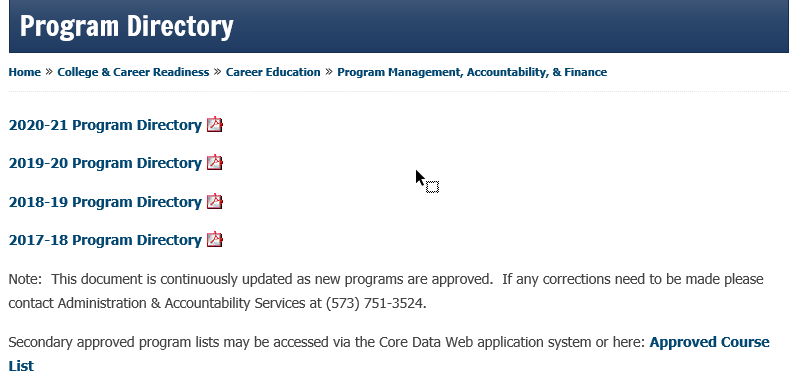 Program Directory
Home » College & Career Readiness » Career Education » Program Management, Accountability, & Finance
2020-21 Program Directory
2019-20 Program Directory
2018-19 Program Directory
2017-18 Program Directory
Note:  This document is continuously updated as new programs are approved.  If any corrections need to be made please
contact Administration & Accountability Services at (573) 751-3524.
Secondary approved program lists may be accessed via the Core Data Web application system or here: Approved Course
List